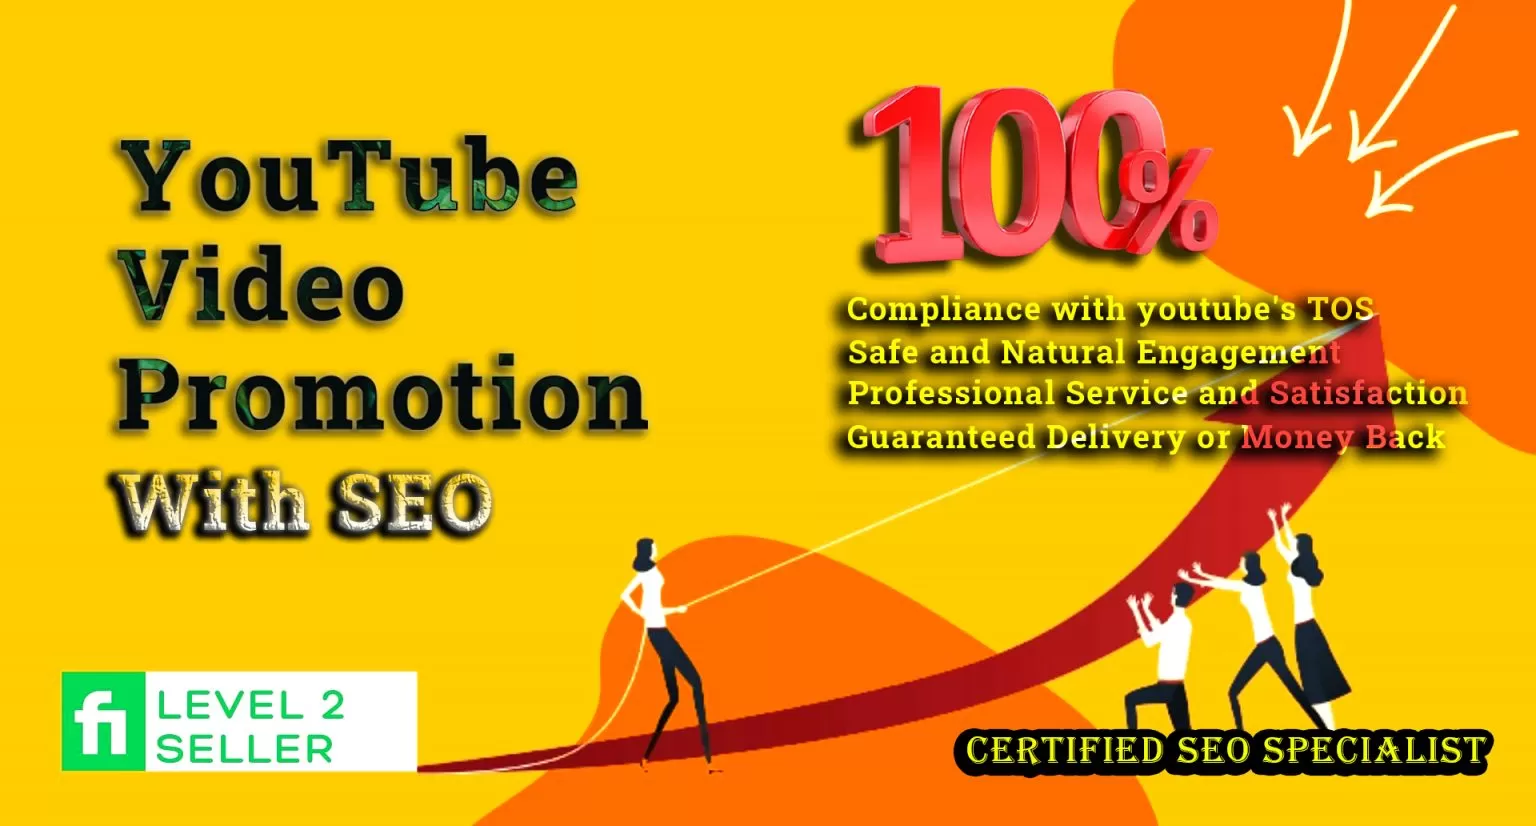 YouTube
Video
Promotion
With SEO
100%
Compliance with youtube's TOS
Safe and Natural Engagement
Professional Service and Satisfaction
Guaranteed Delivery or Money Back
fi
LEVEL 2
SELLER
CERTIFIED SEO SPECIALIST